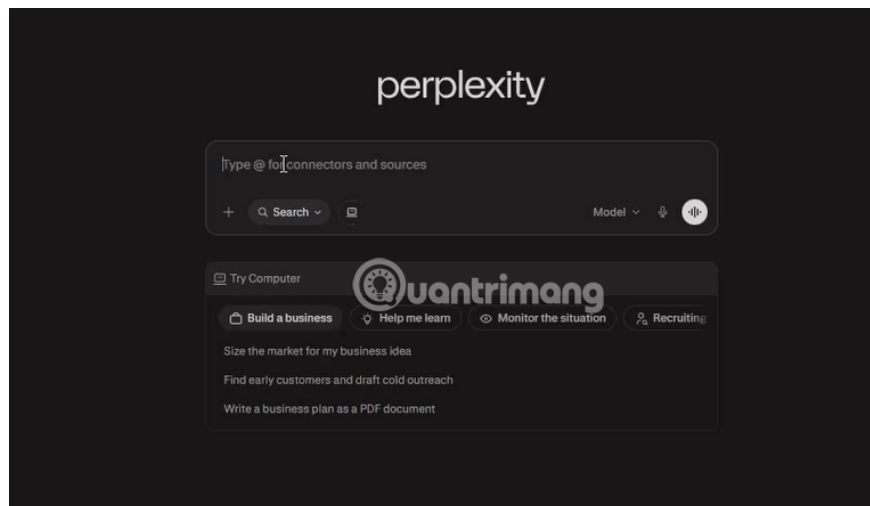 perplexity
Type @ for connectors and sources
Search
Model
Try Computer
Quantrimang
Build a business Help me learn Monitor the situation Recruiting
Size the market for my business idea
Find early customers and draft cold outreach
Write a business plan as a PDF document